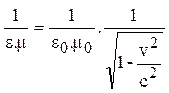 1/εμ = 1/ε₀μ₀ · 1/√(1 - v²/c²)